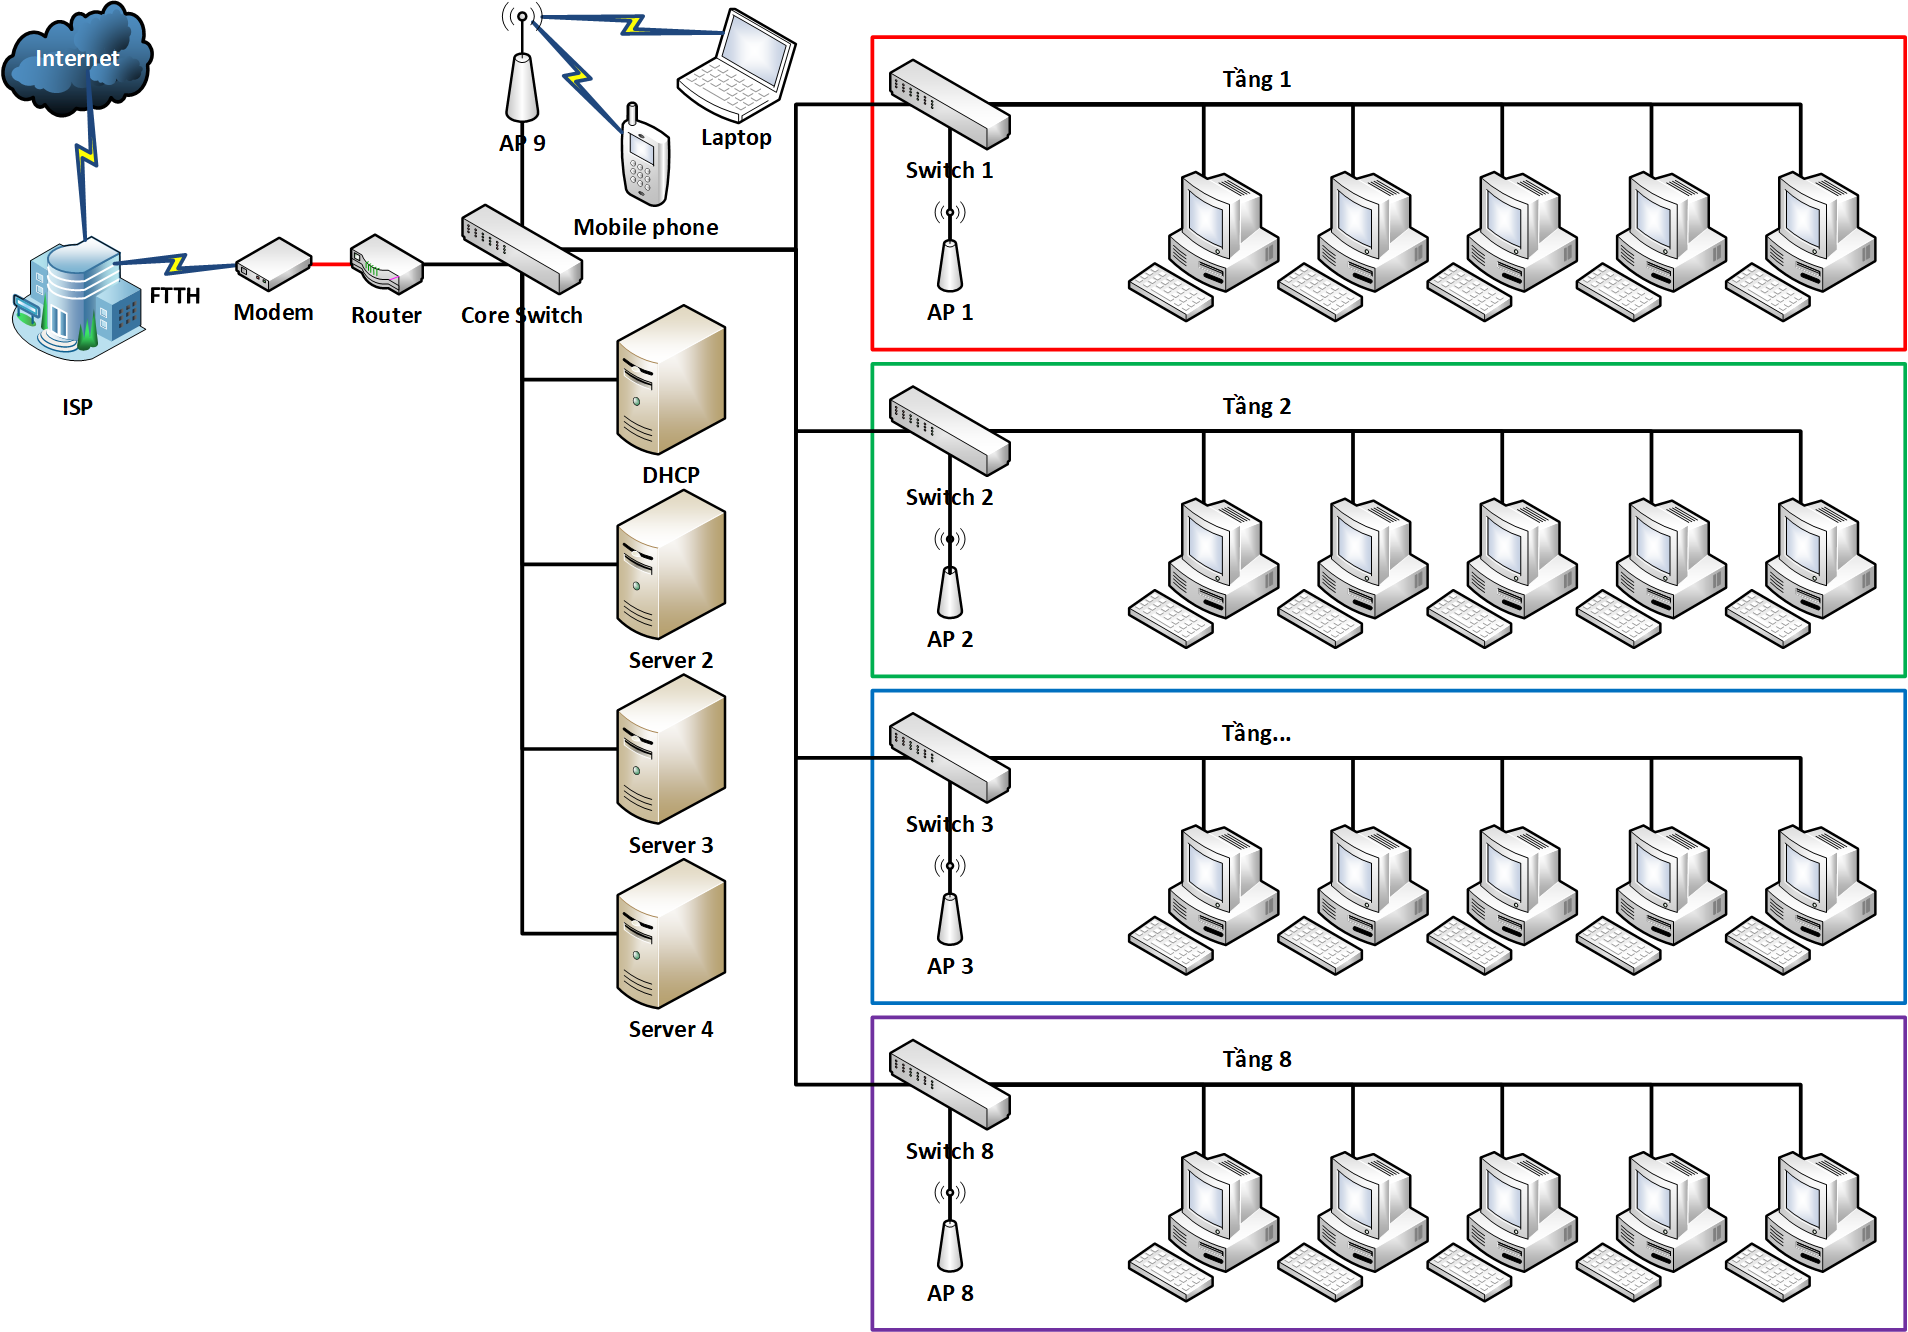 Internet
AP 9
Laptop
Mobile phone
FTTH
Modem
Router
Core Switch
ISP
DHCP
Server 2
Server 3
Server 4
Tầng 1
Switch 1
AP 1
Tầng 2
Switch 2
AP 2
Tầng...
Switch 3
AP 3
Tầng 8
Switch 8
AP 8